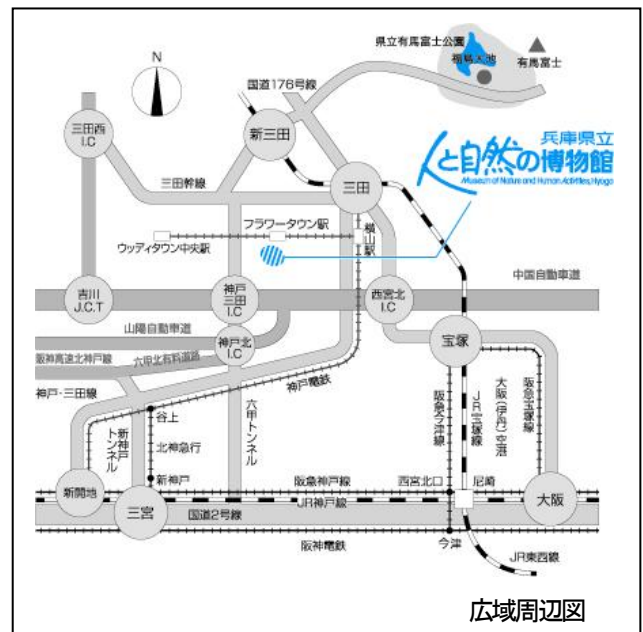 県立有馬富士公園
福島大池
有馬富士
N
国道176号線
三田西
I.C
新三田
兵庫県立
人と自然の博物館
Museum of Nature and Human Activities, Hyogo
三田幹線
三田
フラワータウン駅
横山駅
ウッディタウン中央駅
中国自動車道
吉川
J.C.T
神戸
三田
I.C
西宮北
I.C
山陽自動車道
神戸北
I.C
宝塚
阪神高速北神戸線
六甲北有料道路
神戸・三田線
神戸電鉄
谷上
新神戸
トンネル
北神急行
六甲トンネル
阪急今津線
JR宝塚線
大阪(伊丹)空港
阪急宝塚線
新神戸
新開地
阪急神戸線
西宮北口
尼崎
JR神戸線
大阪
三宮
国道2号線
阪神電鉄
今津
JR東西線
広域周辺図